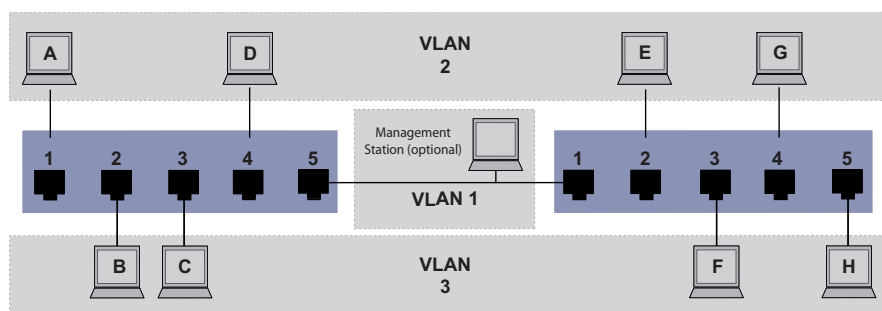 A
D
VLAN
2
E
G
1
2
3
4
5
Management
Station (optional)
VLAN 1
1
2
3
4
5
B
C
VLAN
3
F
H